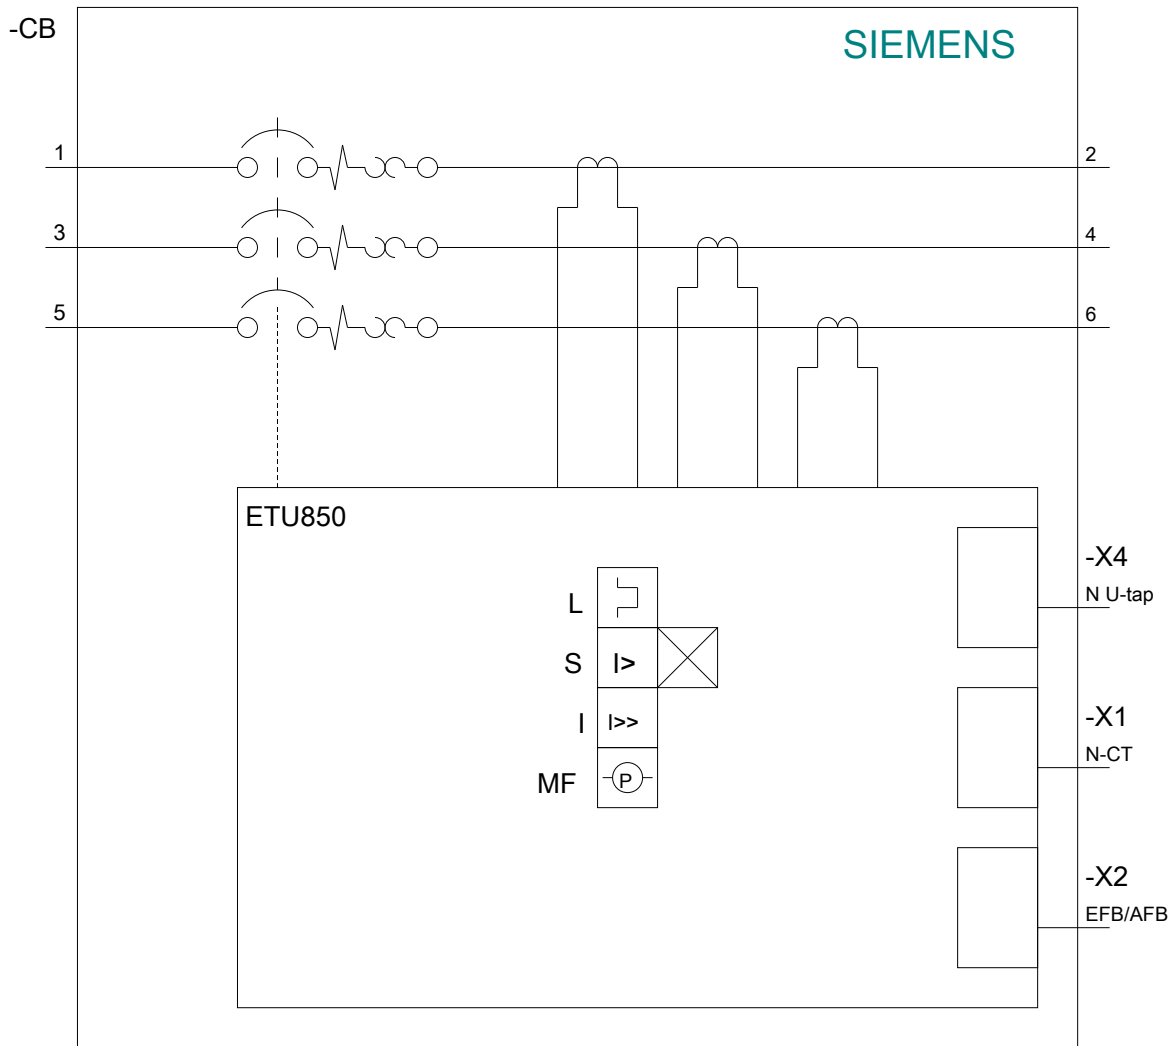 -CB
SIEMENS
1
2
3
4
5
6
ETU850
L
S
I>
I
I>>
MF
P
-X4
N U-tap
-X1
N-CT
-X2
EFB/AFB